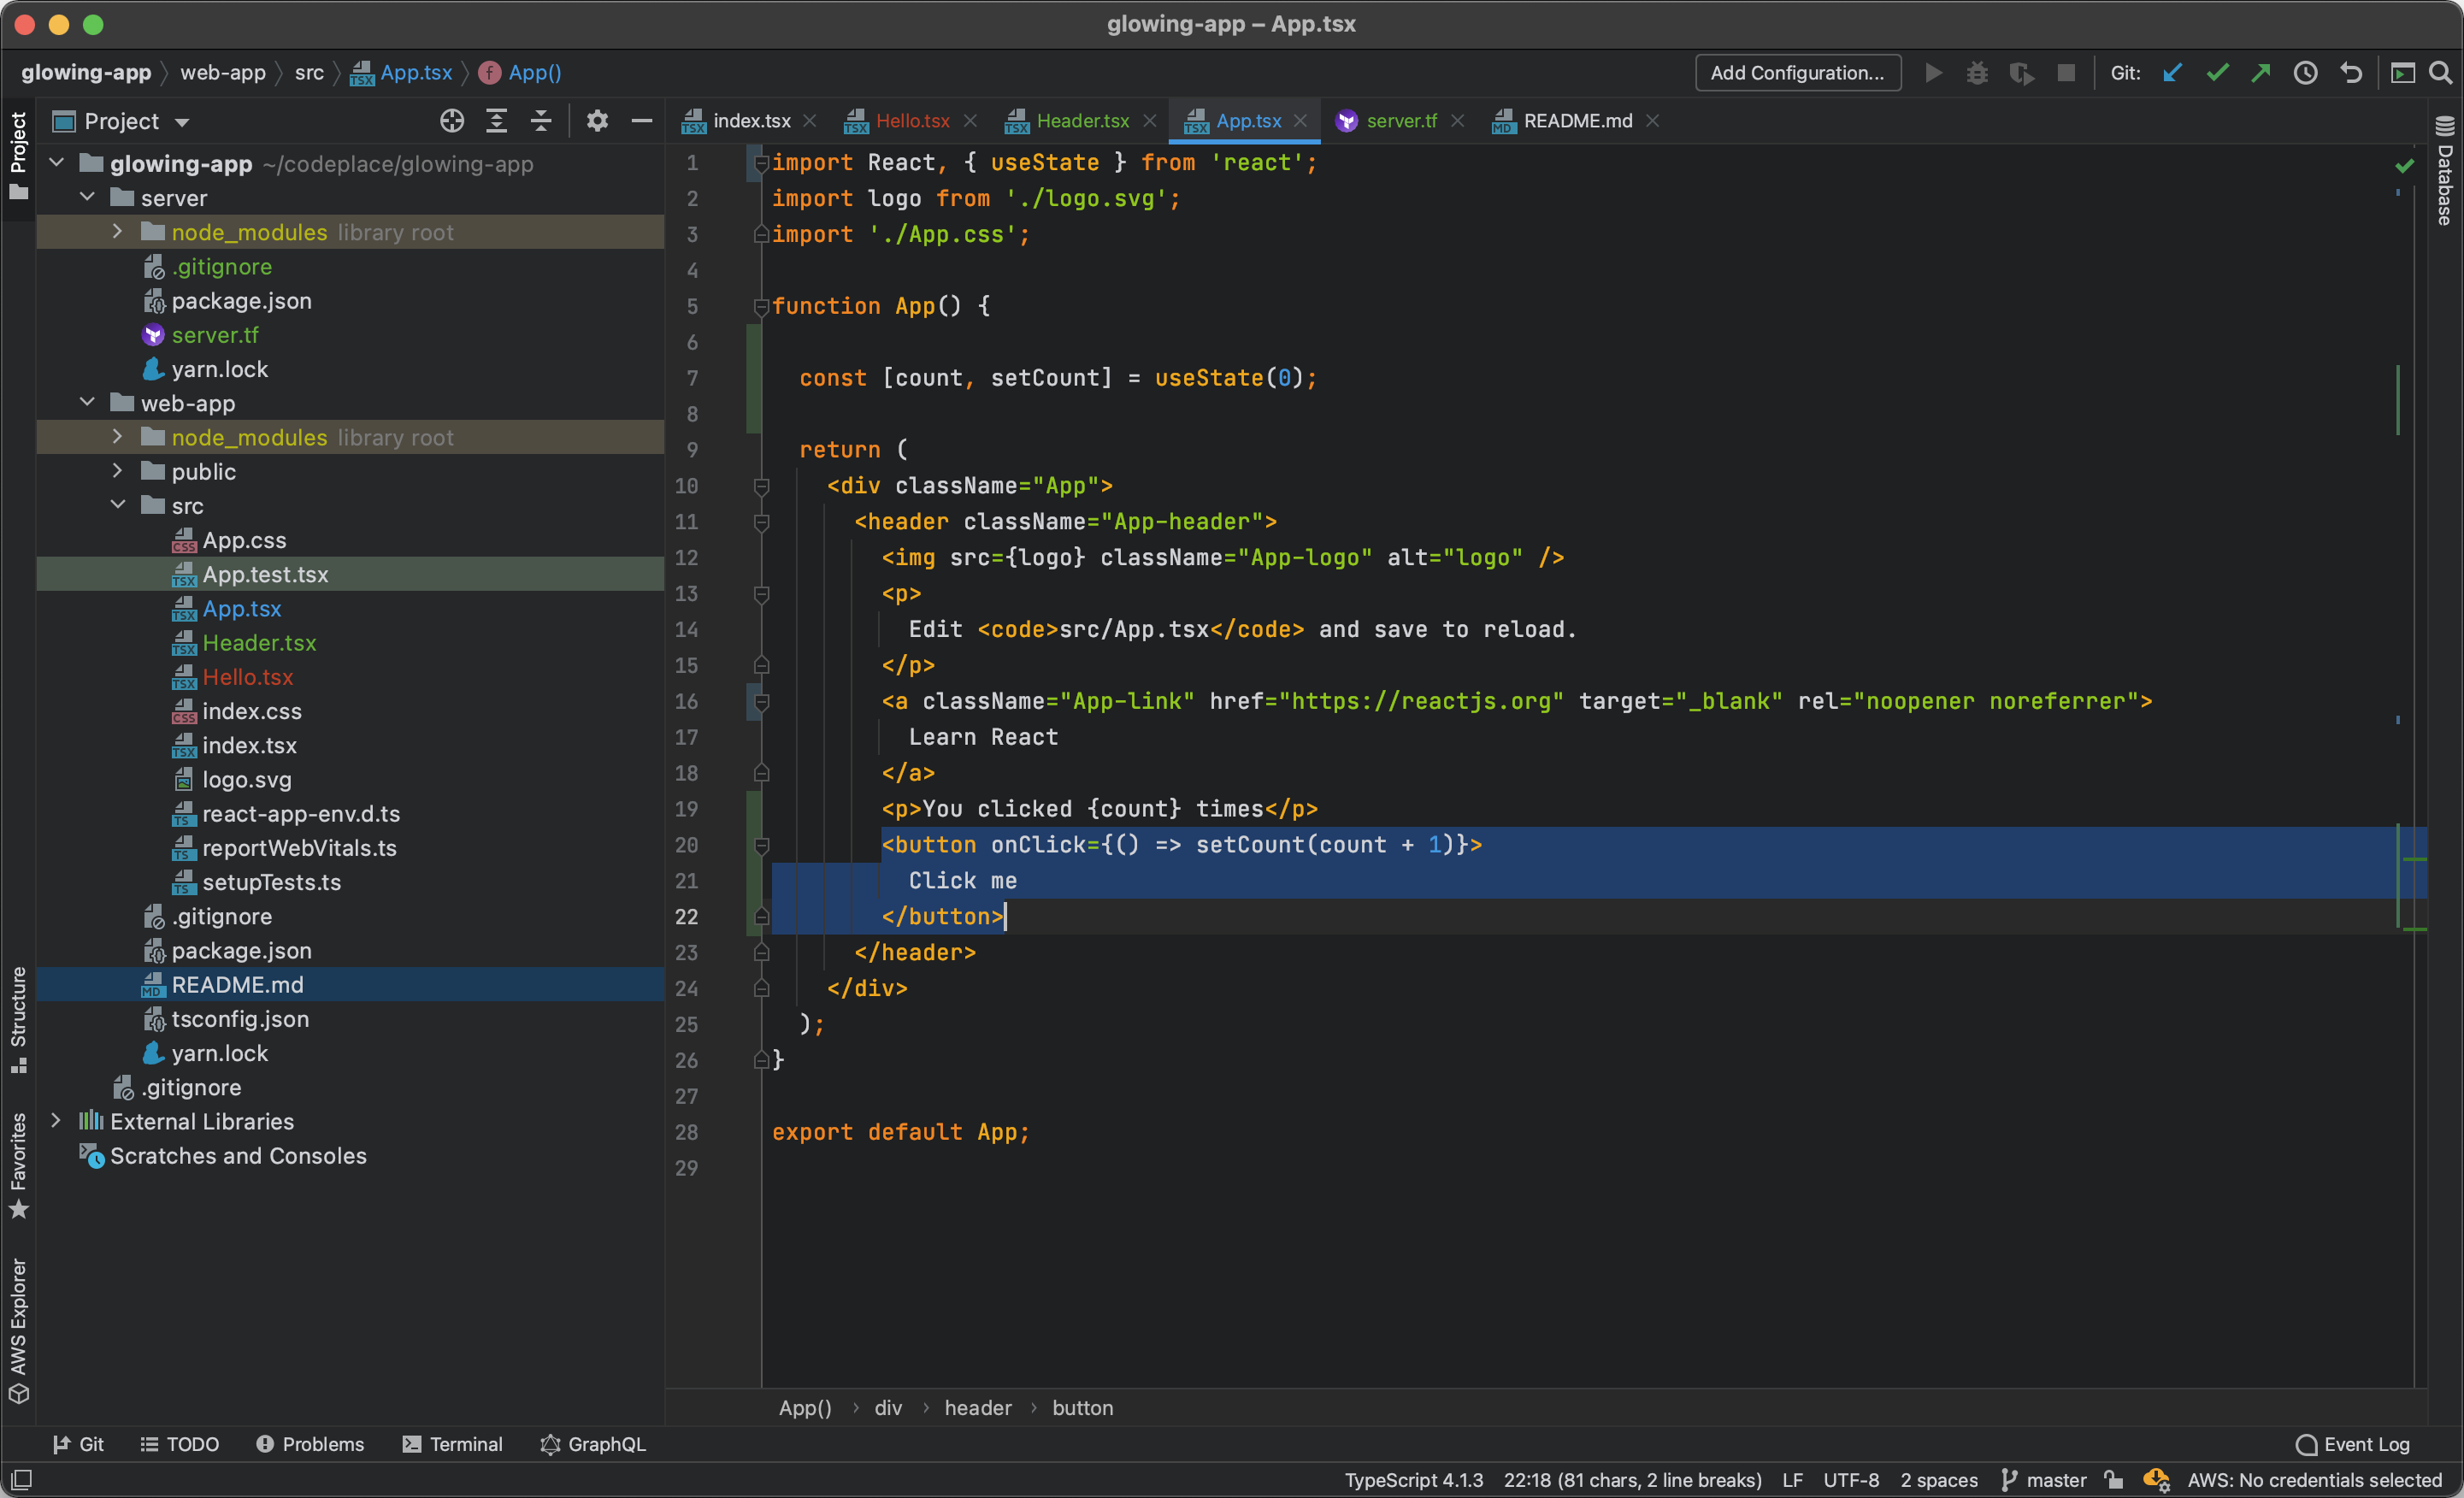 glowing-app – App.tsx
glowing-app web-app src App.tsx App()
Add Configuration... Git:
Project
index.tsx Hello.tsx Header.tsx App.tsx server.tf README.md
Project
Structure
Favorites
AWS Explorer
Database
glowing-app ~/codeplace/glowing-app
server
node_modules library root
.gitignore
package.json
server.tf
yarn.lock
web-app
node_modules library root
public
src
App.css
App.test.tsx
App.tsx
Header.tsx
Hello.tsx
index.css
index.tsx
logo.svg
react-app-env.d.ts
reportWebVitals.ts
setupTests.ts
.gitignore
package.json
README.md
tsconfig.json
yarn.lock
.gitignore
External Libraries
Scratches and Consoles
1 import React, { useState } from 'react';
2 import logo from './logo.svg';
3 import './App.css';
4
5 function App() {
6
7 const [count, setCount] = useState(0);
8
9 return (
10 <div className="App">
11 <header className="App-header">
12 <img src={logo} className="App-logo" alt="logo" />
13 <p>
14 Edit <code>src/App.tsx</code> and save to reload.
15 </p>
16 <a className="App-link" href="https://reactjs.org" target="_blank" rel="noopener noreferrer">
17 Learn React
18 </a>
19 <p>You clicked {count} times</p>
20 <button onClick={() => setCount(count + 1)}>
21 Click me
22 </button>
23 </header>
24 </div>
25 );
26 }
27
28 export default App;
29
App() › div › header › button
Git TODO Problems Terminal GraphQL Event Log
TypeScript 4.1.3 22:18 (81 chars, 2 line breaks) LF UTF-8 2 spaces master AWS: No credentials selected